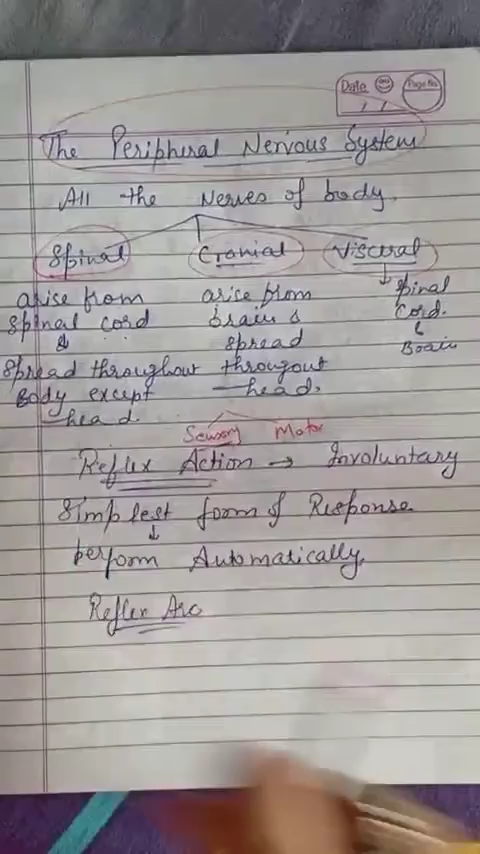 Date Page No.
The Peripheral Nervous System
All the Nerves of body.
Spinal Cranial Visceral
arise from arise from Spinal
Spinal cord brain & Cord.
& spread &
Spread throughout througout Brain
Body except head.
head
Sensory Motor
Reflex Action → Involuntary
Simplest form of Response
↓
perform Automatically.
Reflex Arc